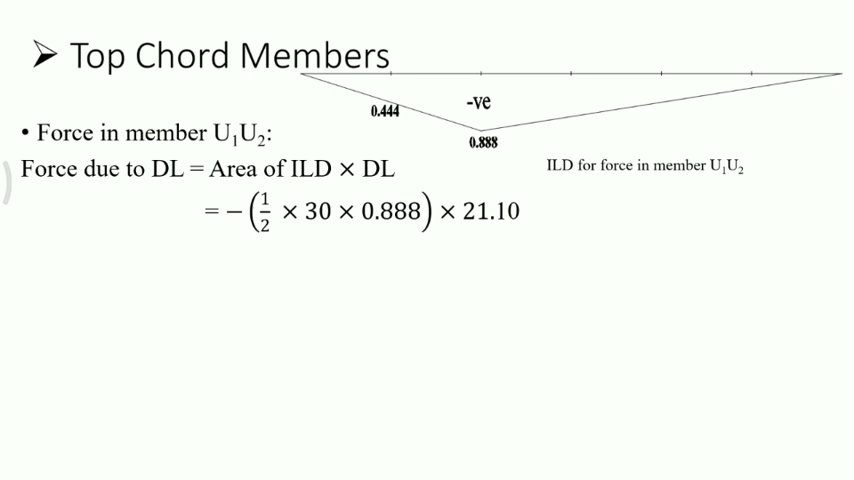 ➢ Top Chord Members
-ve
0.444
• Force in member U₁U₂:
0.888
Force due to DL = Area of ILD × DL
ILD for force in member U₁U₂
= − (1/2 × 30 × 0.888) × 21.10